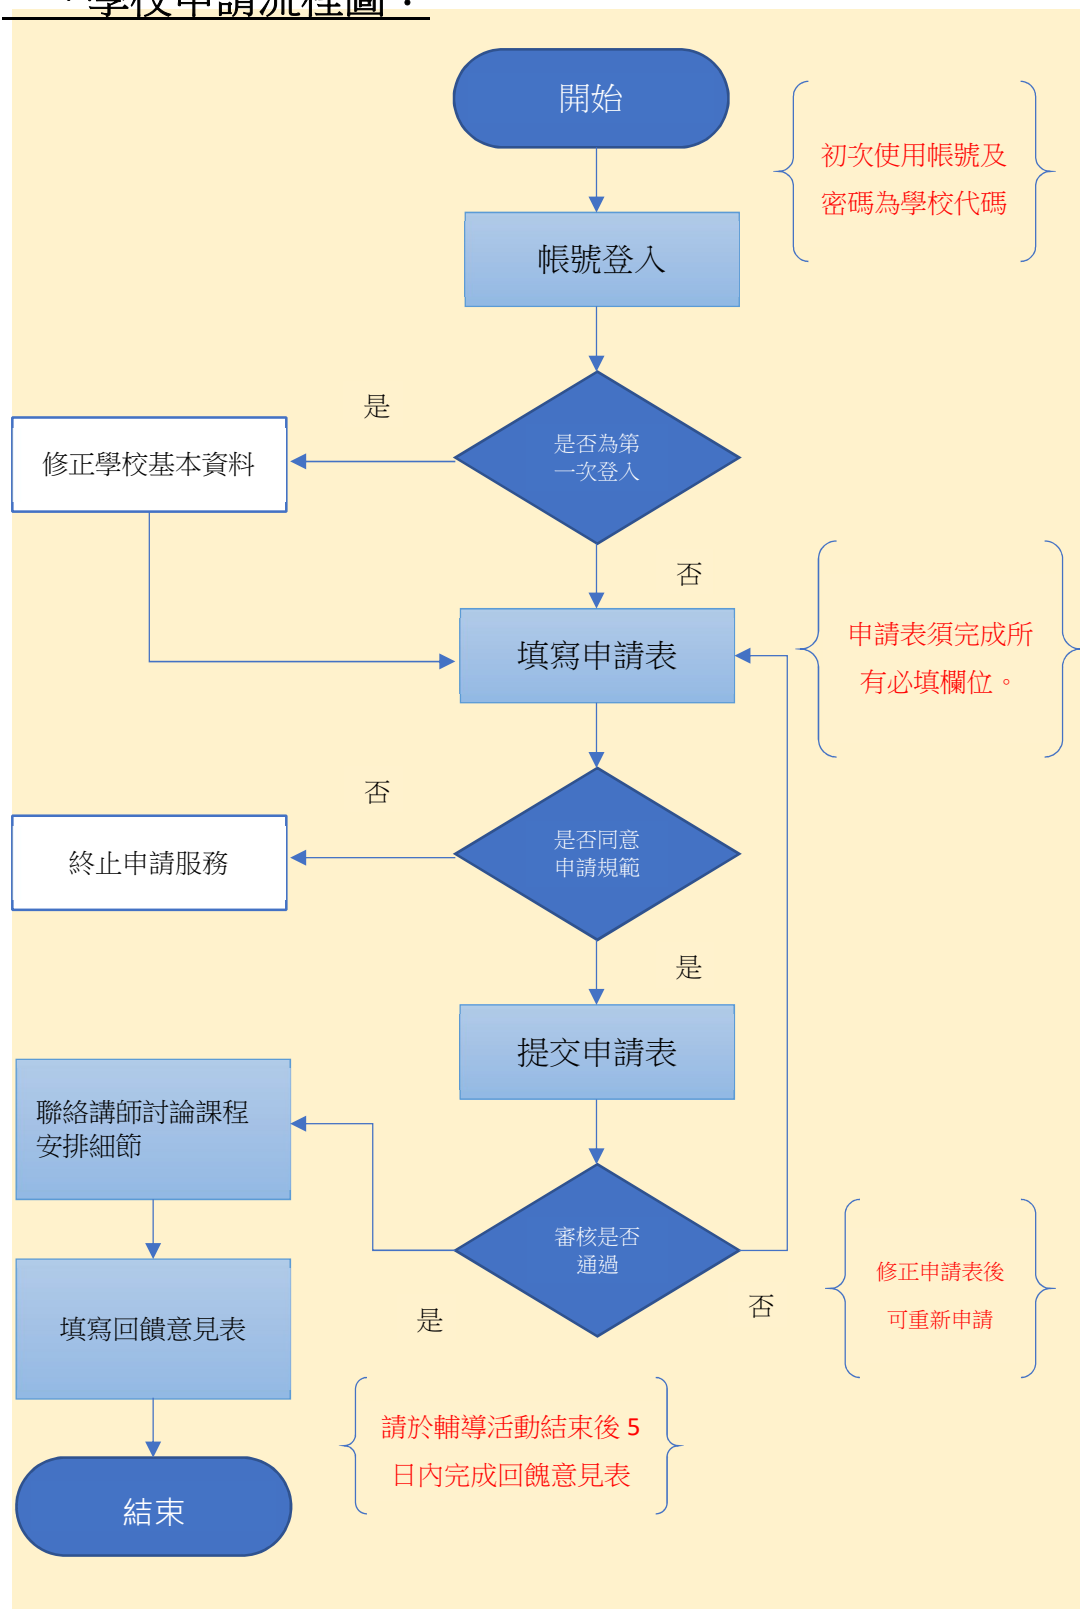 、學校申請流程圖：
開始
初次使用帳號及
密碼為學校代碼
帳號登入
是
是否為第
一次登入
修正學校基本資料
否
填寫申請表
申請表須完成所
有必填欄位。
否
是否同意
申請規範
終止申請服務
是
提交申請表
聯絡講師討論課程
安排細節
審核是否
通過
修正申請表後
可重新申請
否
是
填寫回饋意見表
請於輔導活動結束後 5
日內完成回餽意見表
結束